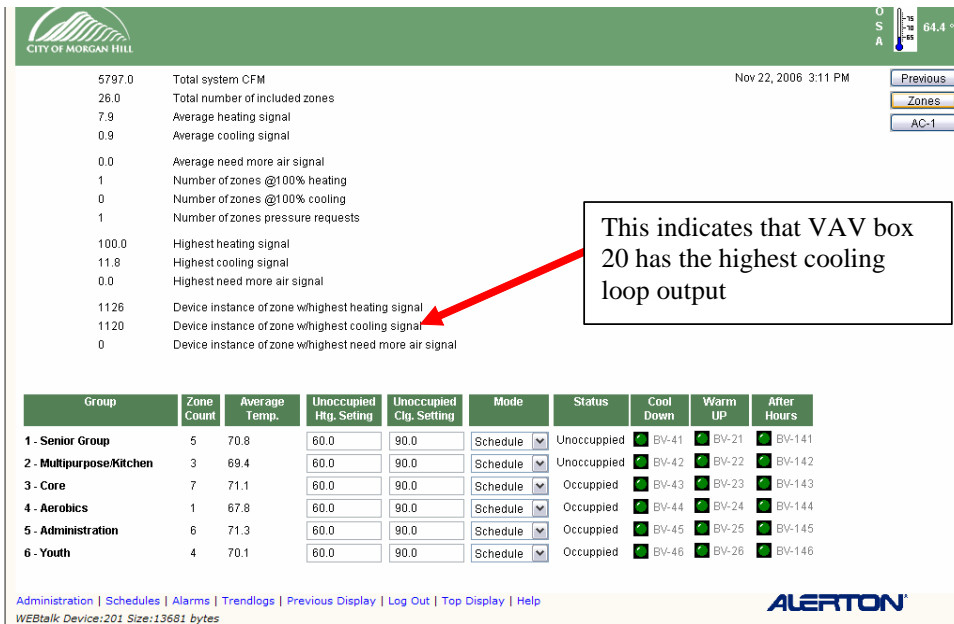 CITY OF MORGAN HILL
O
S
A
75
70
65
64.4 °
5797.0 Total system CFM
Nov 22, 2006 3:11 PM
Previous
26.0 Total number of included zones
Zones
7.9 Average heating signal
AC-1
0.9 Average cooling signal
0.0 Average need more air signal
1 Number of zones @100% heating
0 Number of zones @100% cooling
1 Number of zones pressure requests
100.0 Highest heating signal
11.8 Highest cooling signal
0.0 Highest need more air signal
1126 Device instance of zone w/highest heating signal
1120 Device instance of zone w/highest cooling signal
0 Device instance of zone w/highest need more air signal
This indicates that VAV box
20 has the highest cooling
loop output
Group Zone Count Average Temp. Unoccupied Htg. Seting Unoccupied Clg. Setting Mode Status Cool Down Warm UP After Hours
1 - Senior Group 5 70.8 60.0 90.0 Schedule Unoccuppied BV-41 BV-21 BV-141
2 - Multipurpose/Kitchen 3 69.4 60.0 90.0 Schedule Unoccuppied BV-42 BV-22 BV-142
3 - Core 7 71.1 60.0 90.0 Schedule Occuppied BV-43 BV-23 BV-143
4 - Aerobics 1 67.8 60.0 90.0 Schedule Occuppied BV-44 BV-24 BV-144
5 - Administration 6 71.3 60.0 90.0 Schedule Occuppied BV-45 BV-25 BV-145
6 - Youth 4 70.1 60.0 90.0 Schedule Occuppied BV-46 BV-26 BV-146
Administration | Schedules | Alarms | Trendlogs | Previous Display | Log Out | Top Display | Help
ALERTON
WEBtalk Device:201 Size:13681 bytes